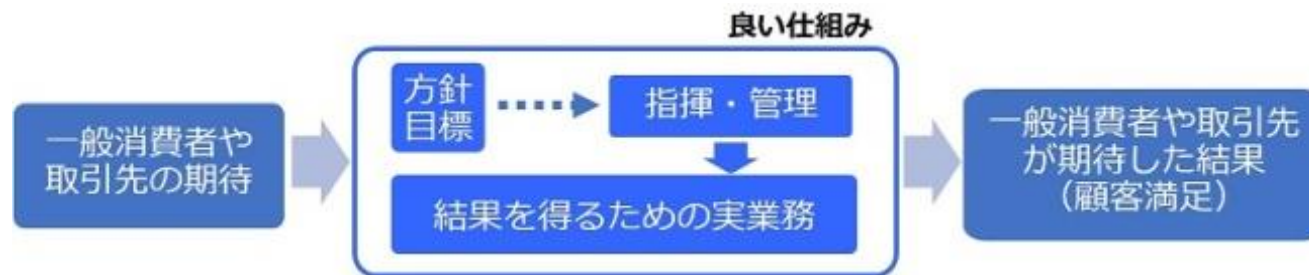 良い仕組み
一般消費者や
取引先の期待
方針
目標
指揮・管理
結果を得るための実業務
一般消費者や取引先
が期待した結果
（顧客満足）